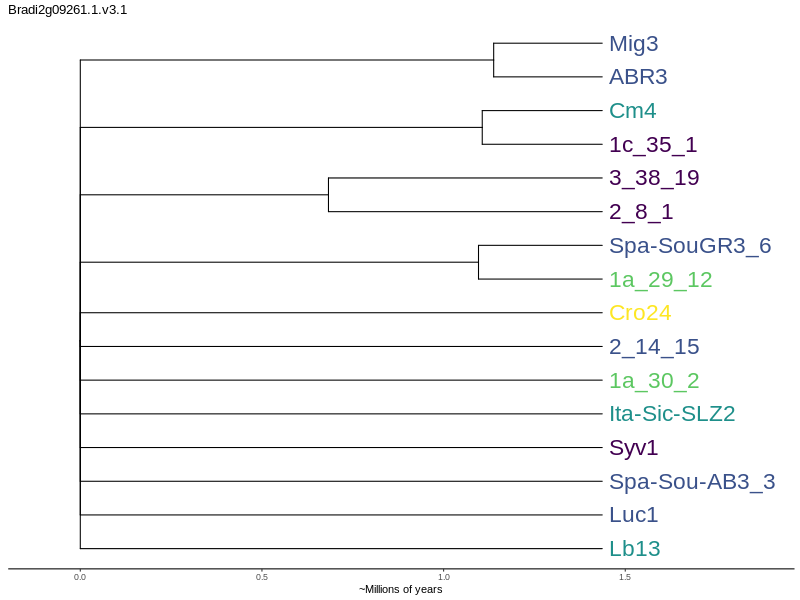 Bradi2g09261.1.v3.1
Mig3
ABR3
Cm4
1c_35_1
3_38_19
2_8_1
Spa-SouGR3_6
1a_29_12
Cro24
2_14_15
1a_30_2
Ita-Sic-SLZ2
Syv1
Spa-Sou-AB3_3
Luc1
Lb13
0.0 0.5 1.0 1.5
~Millions of years